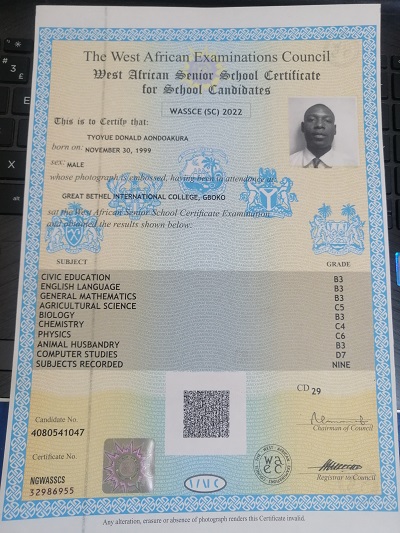 The West African Examinations Council
West African Senior School Certificate
for School Candidates
WASSCE (SC) 2022
This is to Certify that:
TYOYUE DONALD AONDOAKURA
born on: NOVEMBER 30, 1999
sex: MALE
whose photograph is embossed, having been in attendance at:
GREAT BETHEL INTERNATIONAL COLLEGE, GBOKO
sat the West African Senior School Certificate Examination
and obtained the results shown below:
SUBJECT GRADE
CIVIC EDUCATION B3
ENGLISH LANGUAGE B3
GENERAL MATHEMATICS B3
AGRICULTURAL SCIENCE C5
BIOLOGY B3
CHEMISTRY C4
PHYSICS C6
ANIMAL HUSBANDRY B3
COMPUTER STUDIES D7
SUBJECTS RECORDED NINE
CD 29
Candidate No.
4080541047
Chairman of Council
Certificate No.
NGWASSCS
32986955
Registrar to Council
Any alteration, erasure or absence of photograph renders this Certificate invalid.